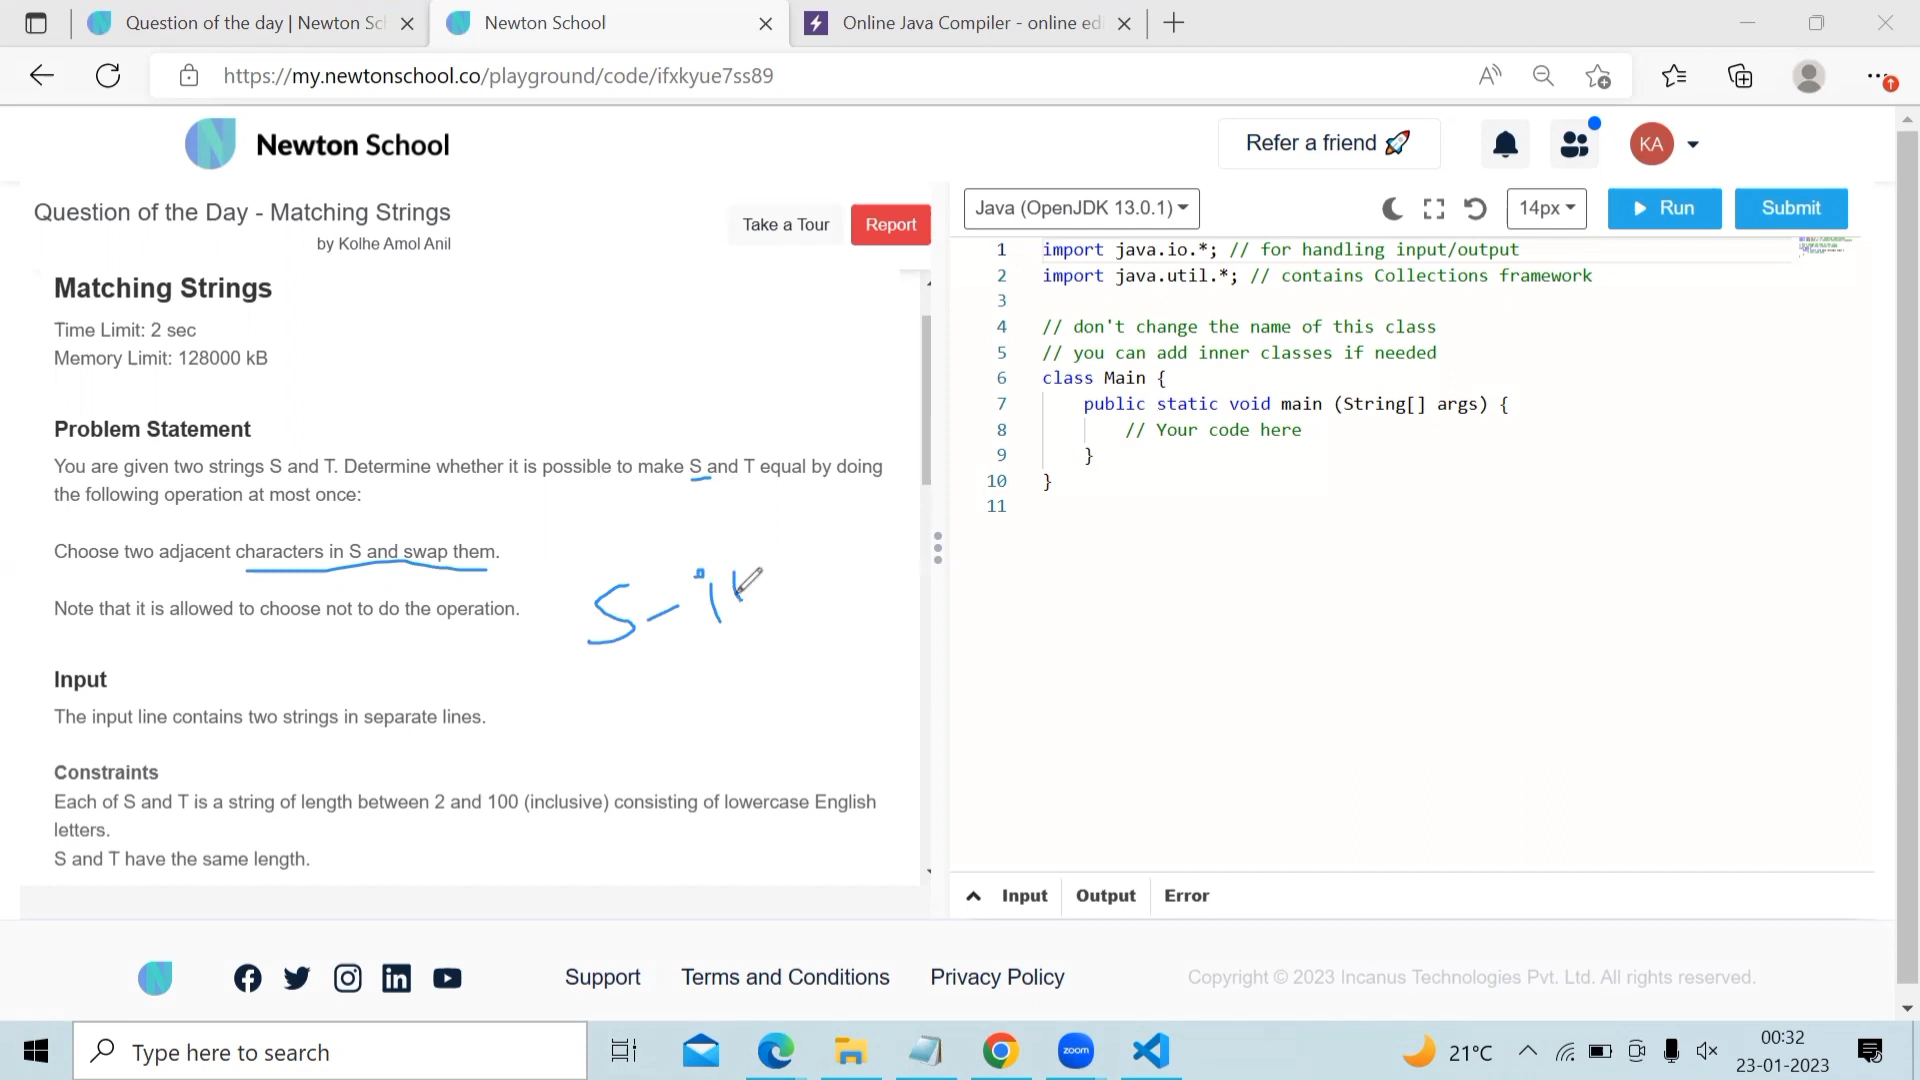 Question of the day | Newton Sc
Newton School
Online Java Compiler - online ed
https://my.newtonschool.co/playground/code/ifxkyue7ss89
Newton School
Refer a friend
KA
Question of the Day - Matching Strings
by Kolhe Amol Anil
Take a Tour
Report
Java (OpenJDK 13.0.1)
14px
Run
Submit
Matching Strings
Time Limit: 2 sec
Memory Limit: 128000 kB
Problem Statement
You are given two strings S and T. Determine whether it is possible to make S and T equal by doing
the following operation at most once:
Choose two adjacent characters in S and swap them.
Note that it is allowed to choose not to do the operation.
S - i
Input
The input line contains two strings in separate lines.
Constraints
Each of S and T is a string of length between 2 and 100 (inclusive) consisting of lowercase English
letters.
S and T have the same length.
1 import java.io.*; // for handling input/output
2 import java.util.*; // contains Collections framework
3
4 // don't change the name of this class
5 // you can add inner classes if needed
6 class Main {
7 public static void main (String[] args) {
8 // Your code here
9 }
10 }
11
Input
Output
Error
Support
Terms and Conditions
Privacy Policy
Copyright © 2023 Incanus Technologies Pvt. Ltd. All rights reserved.
Type here to search
zoom
21°C
00:32
23-01-2023